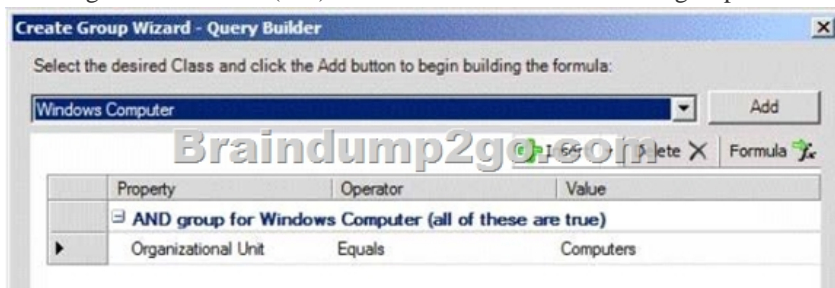 Create Group Wizard - Query Builder
Select the desired Class and click the Add button to begin building the formula:
Windows Computer
Add
Braindump2go.com
Formula
Property Operator Value
AND group for Windows Computer (all of these are true)
Organizational Unit Equals Computers